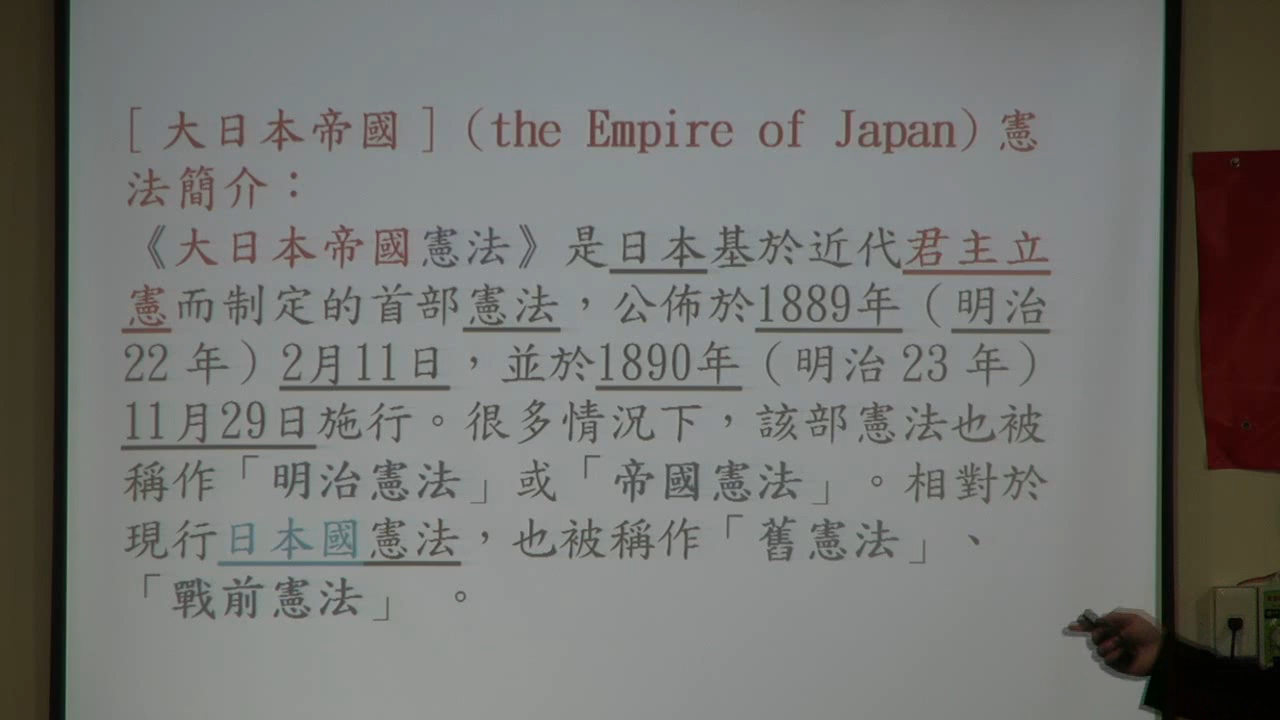 [ 大日本帝國 ] (the Empire of Japan) 憲
法簡介：
《大日本帝國憲法》是日本基於近代君主立
憲而制定的首部憲法，公佈於1889年（明治
22 年）2月11日，並於1890年（明治 23 年）
11月29日施行。很多情況下，該部憲法也被
稱作「明治憲法」或「帝國憲法」。相對於
現行日本國憲法，也被稱作「舊憲法」、
「戰前憲法」 。